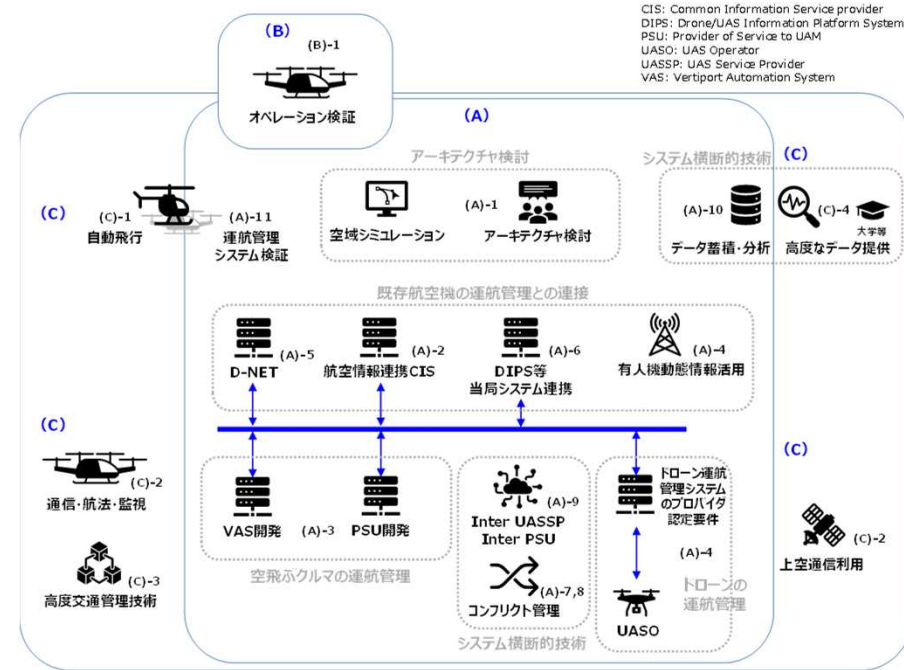 CIS: Common Information Service provider
DIPS: Drone/UAS Information Platform System
PSU: Provider of Service to UAM
UASO: UAS Operator
UASSP: UAS Service Provider
VAS: Vertiport Automation System
(B)
(B)-1
オペレーション検証
(A)
アーキテクチャ検討
空域シミュレーション
(A)-1
アーキテクチャ検討
システム横断的技術
(C)
(A)-10
データ蓄積・分析
(C)-4
大学等
高度なデータ提供
(C)
(C)-1
自動飛行
(A)-11
運航管理
システム検証
既存航空機の運航管理との連接
(A)-5
D-NET
(A)-2
航空情報連携CIS
(A)-6
DIPS等
当局システム連携
(A)-4
有人機動態情報活用
(C)
(C)-2
通信・航法・監視
(C)-3
高度交通管理技術
VAS開発
(A)-3
PSU開発
空飛ぶクルマの運航管理
(A)-9
Inter UASSP
Inter PSU
(A)-7,8
コンフリクト管理
システム横断的技術
ドローン運航
管理システム
のプロバイダ
認定要件
(A)-4
UASO
ドローンの
運航管理
(C)
(C)-2
上空通信利用